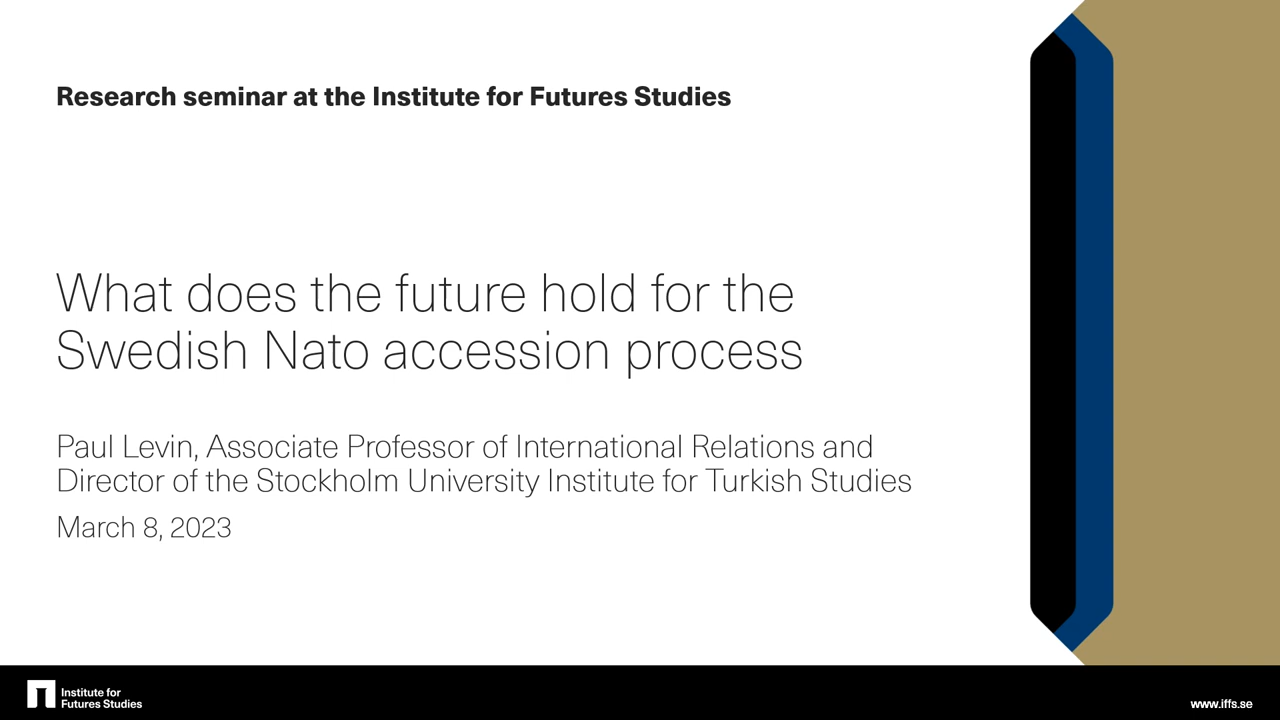 Research seminar at the Institute for Futures Studies
What does the future hold for the
Swedish Nato accession process
Paul Levin, Associate Professor of International Relations and
Director of the Stockholm University Institute for Turkish Studies
March 8, 2023
Institute for
Futures Studies
www.iffs.se